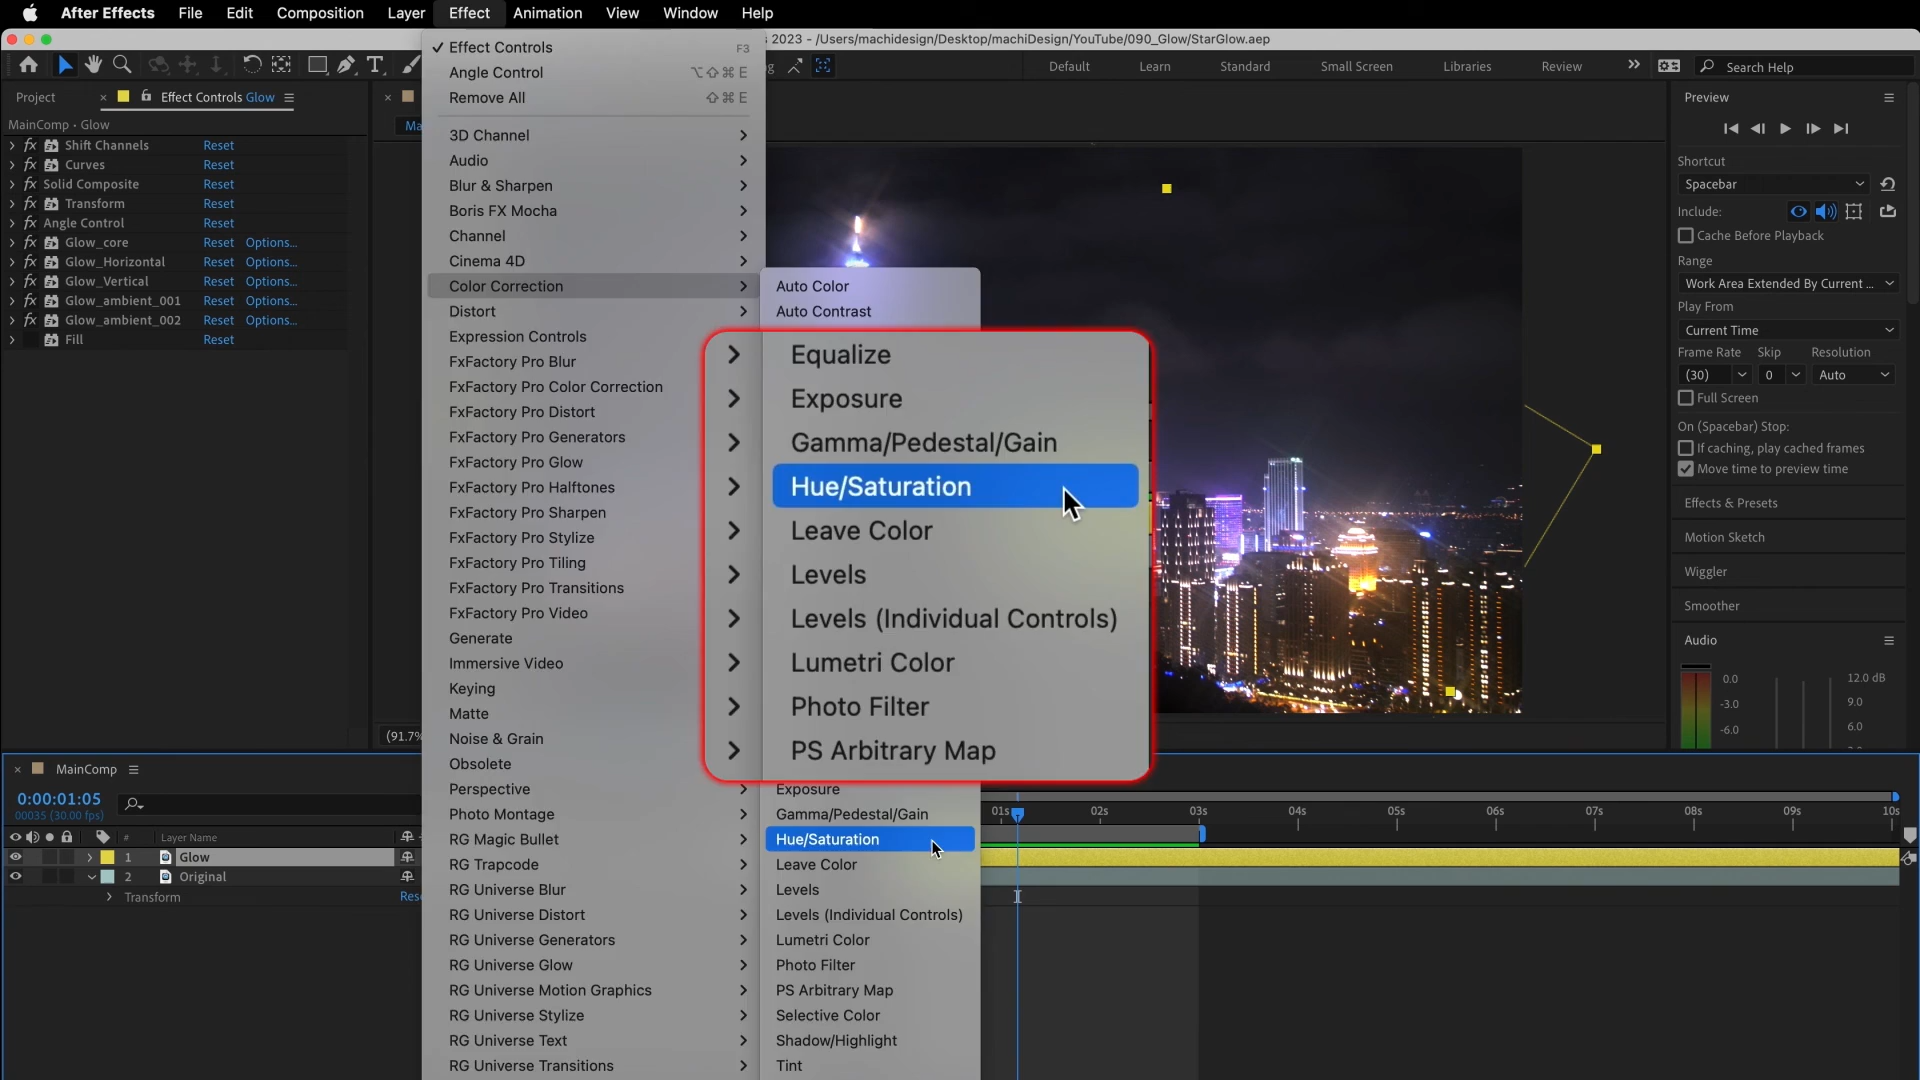 After Effects File Edit Composition Layer Effect Animation View Window Help
2023 - /Users/machidesign/Desktop/machiDesign/YouTube/090_Glow/StarGlow.aep
Default Learn Standard Small Screen Libraries Review Search Help
Project
Effect Controls Glow
MainComp • Glow
Shift Channels Reset
Curves Reset
Solid Composite Reset
Transform Reset
Angle Control Reset
Glow_core Reset Options...
Glow_Horizontal Reset Options...
Glow_Vertical Reset Options...
Glow_ambient_001 Reset Options...
Glow_ambient_002 Reset Options...
Fill Reset
Effect Controls F3
Angle Control ⌥⇧⌘E
Remove All ⇧⌘E
3D Channel
Audio
Blur & Sharpen
Boris FX Mocha
Channel
Cinema 4D
Color Correction
Distort
Expression Controls
FxFactory Pro Blur
FxFactory Pro Color Correction
FxFactory Pro Distort
FxFactory Pro Generators
FxFactory Pro Glow
FxFactory Pro Halftones
FxFactory Pro Sharpen
FxFactory Pro Stylize
FxFactory Pro Tiling
FxFactory Pro Transitions
FxFactory Pro Video
Generate
Immersive Video
Keying
Matte
Noise & Grain
Obsolete
Perspective
Photo Montage
RG Magic Bullet
RG Trapcode
RG Universe Blur
RG Universe Distort
RG Universe Generators
RG Universe Glow
RG Universe Motion Graphics
RG Universe Stylize
RG Universe Text
RG Universe Transitions
Auto Color
Auto Contrast
Equalize
Exposure
Gamma/Pedestal/Gain
Hue/Saturation
Leave Color
Levels
Levels (Individual Controls)
Lumetri Color
Photo Filter
PS Arbitrary Map
Exposure
Gamma/Pedestal/Gain
Hue/Saturation
Leave Color
Levels
Levels (Individual Controls)
Lumetri Color
Photo Filter
PS Arbitrary Map
Selective Color
Shadow/Highlight
Tint
Preview
Shortcut
Spacebar
Include:
Cache Before Playback
Range
Work Area Extended By Current ...
Play From
Current Time
Frame Rate Skip Resolution
(30) 0 Auto
Full Screen
On (Spacebar) Stop:
If caching, play cached frames
Move time to preview time
Effects & Presets
Motion Sketch
Wiggler
Smoother
Audio
0.0 12.0 dB
-3.0 9.0
-6.0 6.0
(91.7%
MainComp
0:00:01:05
00035 (30.00 fps)
# Layer Name
1 Glow
2 Original
Transform Rese
01s 02s 03s 04s 05s 06s 07s 08s 09s 10s